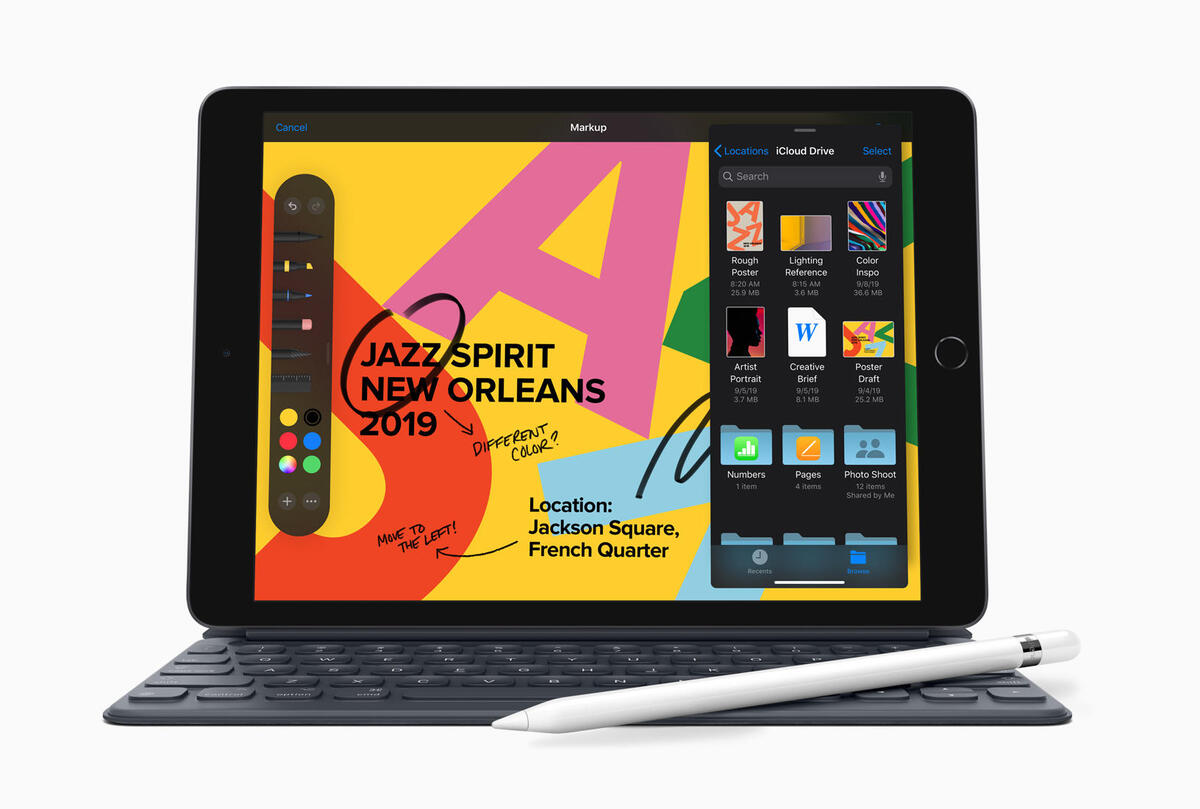 Cancel
Markup
Locations
iCloud Drive
Select
Search
Rough
Poster
8:20 AM
25.9 MB
Lighting
Reference
8:15 AM
3.6 MB
Color
Inspo
9/8/19
36.6 MB
Artist
Portrait
9/5/19
3.7 MB
W
Creative
Brief
9/5/19
8.1 MB
Poster
Draft
9/4/19
25.2 MB
Numbers
1 item
Pages
4 items
Photo Shoot
12 items
Shared by Me
Recents
Browse
JAZZ SPIRIT
NEW ORLEANS
2019
DIFFERENT
COLOR?
Location:
Jackson Square,
French Quarter
MOVE TO
THE LEFT!
A
JAZZ
Q W E R T Y U I O P
A S D F G H J K
Z X C V B N
control option cmd